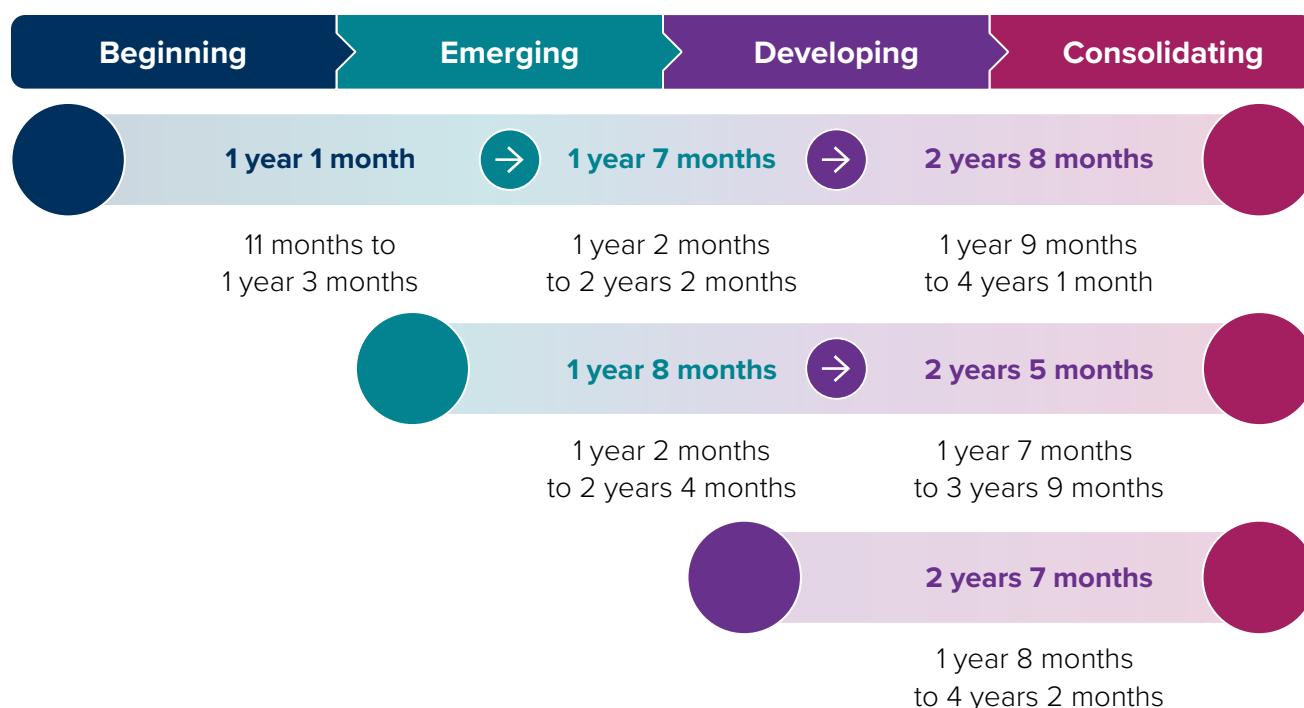 Beginning Emerging Developing Consolidating
1 year 1 month 1 year 7 months 2 years 8 months
11 months to 1 year 2 months 1 year 9 months
1 year 3 months to 2 years 2 months to 4 years 1 month
1 year 8 months 2 years 5 months
1 year 2 months 1 year 7 months
to 2 years 4 months to 3 years 9 months
2 years 7 months
1 year 8 months
to 4 years 2 months